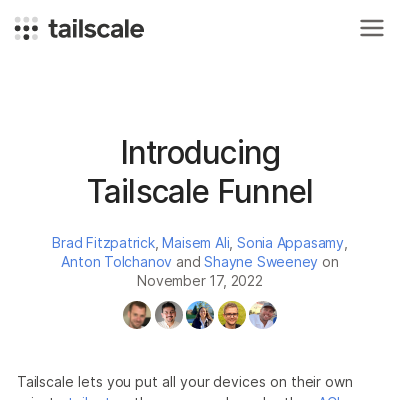 tailscale
Introducing
Tailscale Funnel
Brad Fitzpatrick, Maisem Ali, Sonia Appasamy,
Anton Tolchanov and Shayne Sweeney on
November 17, 2022
Tailscale lets you put all your devices on their own